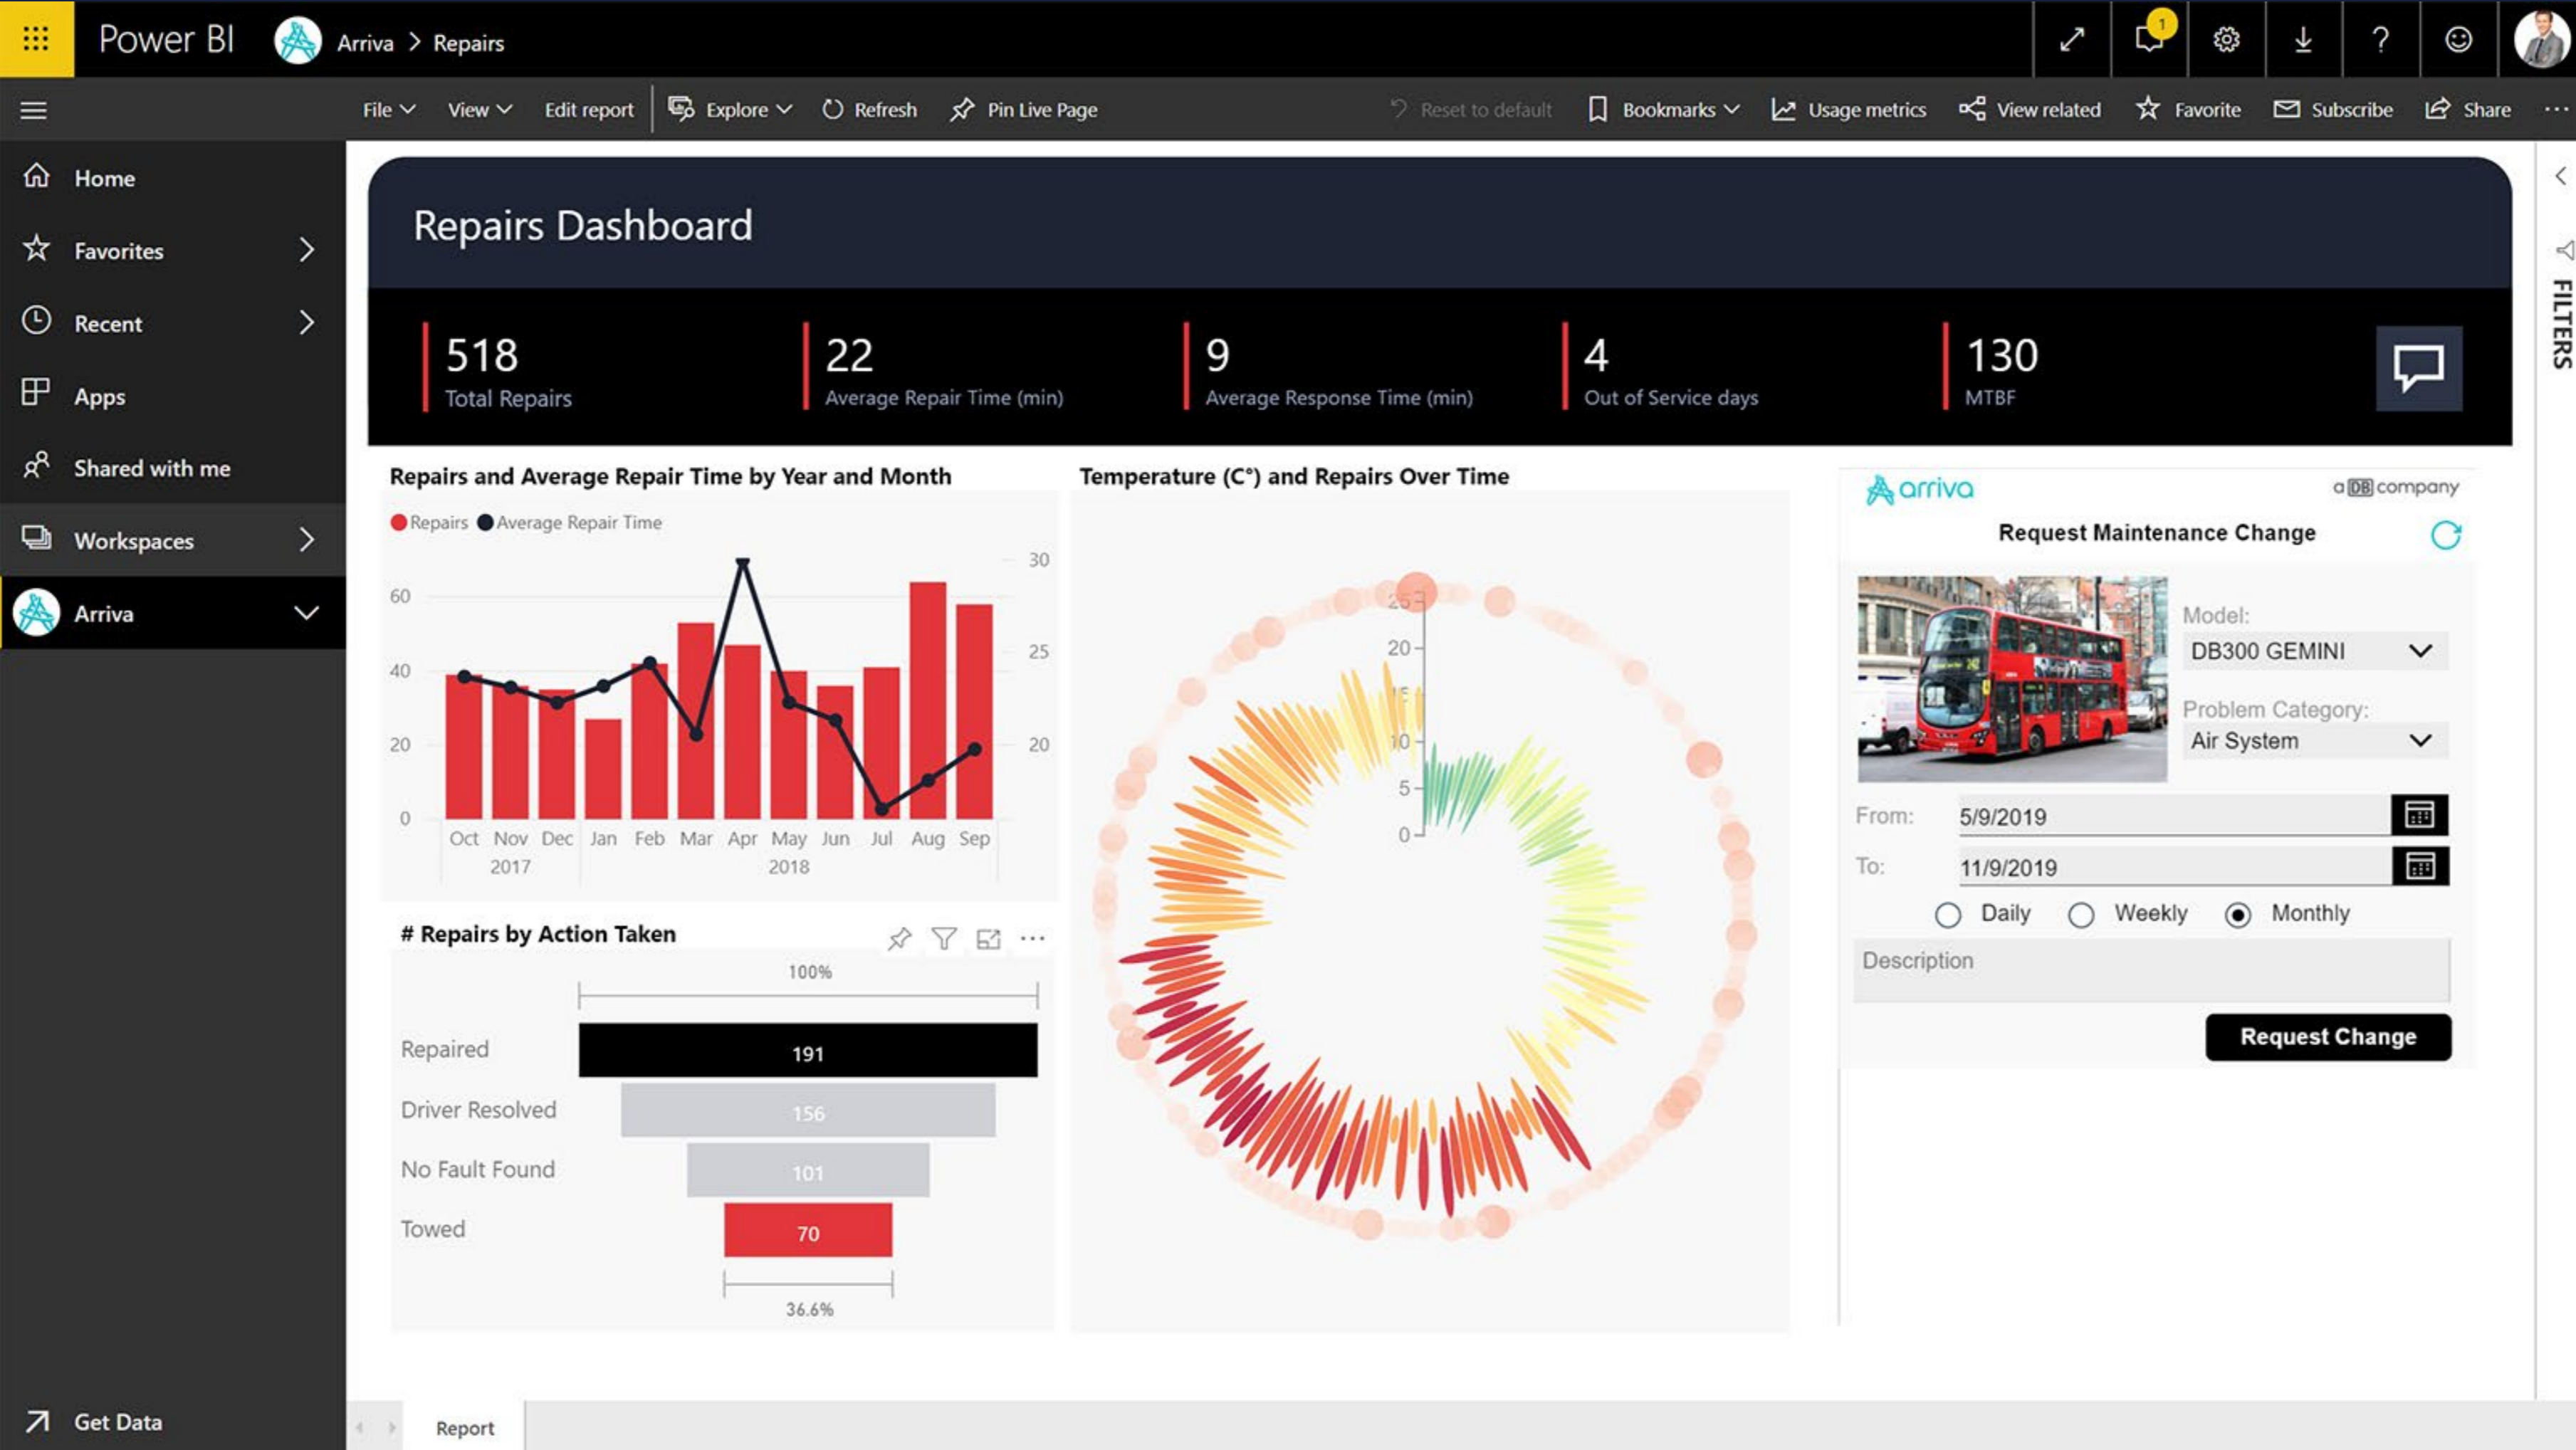 Power BI
Arriva > Repairs
1
File
View
Edit report
Explore
Refresh
Pin Live Page
Reset to default
Bookmarks
Usage metrics
View related
Favorite
Subscribe
Share
Home
Favorites
Recent
Apps
Shared with me
Workspaces
Arriva
Get Data
Repairs Dashboard
518
Total Repairs
22
Average Repair Time (min)
9
Average Response Time (min)
4
Out of Service days
130
MTBF
FILTERS
Repairs and Average Repair Time by Year and Month
Repairs Average Repair Time
30
60
25
40
20 20
0
Oct Nov Dec Jan Feb Mar Apr May Jun Jul Aug Sep
2017 2018
# Repairs by Action Taken
100%
Repaired 191
Driver Resolved 156
No Fault Found 101
Towed 70
36.6%
Temperature (C°) and Repairs Over Time
25
20
15
10
5
0
arriva
a DB company
Request Maintenance Change
Model:
DB300 GEMINI
Problem Category:
Air System
From: 5/9/2019
To: 11/9/2019
Daily Weekly Monthly
Description
Request Change
Report